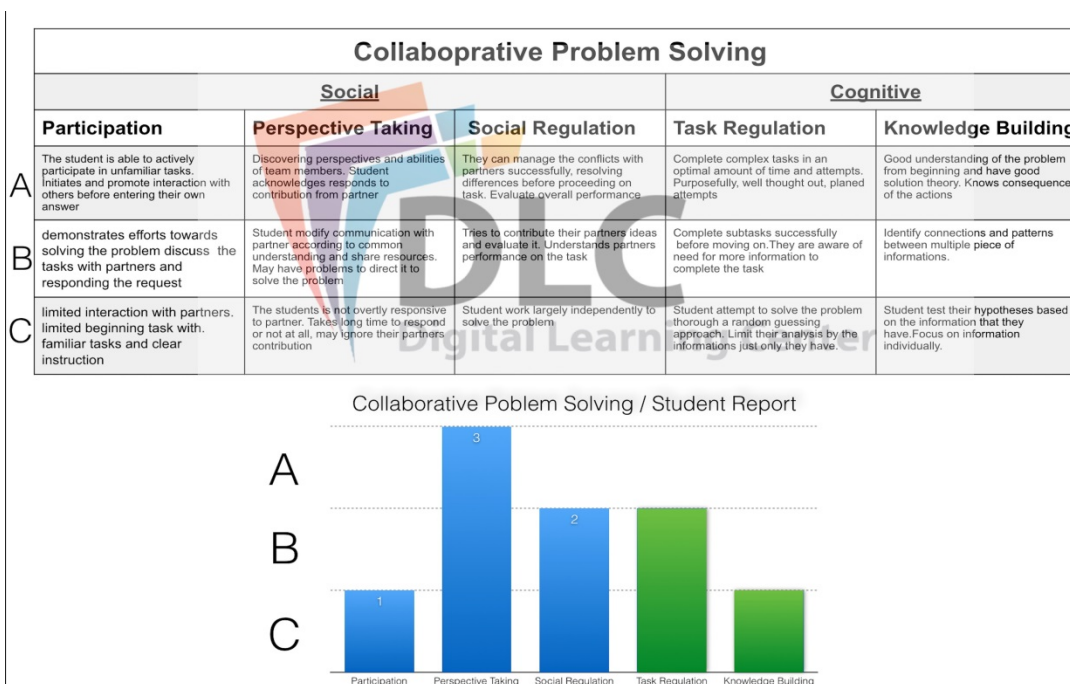 Collaboprative Problem Solving
Social
Cognitive
Participation
Perspective Taking
Social Regulation
Task Regulation
Knowledge Building
A
The student is able to actively
participate in unfamiliar tasks.
Initiates and promote interaction with
others before entering their own
answer
Discovering perspectives and abilities
of team members. Student
acknowledges responds to
contribution from partner
They can manage the conflicts with
partners successfully, resolving
differences before proceeding on
task. Evaluate overall performance
Complete complex tasks in an
optimal amount of time and attempts.
Purposefully, well thought out, planed
attempts
Good understanding of the problem
from beginning and have good
solution theory. Knows consequence
of the actions
B
demonstrates efforts towards
solving the problem discuss the
tasks with partners and
responding the request
Student modify communication with
partner according to common
understanding and share resources.
May have problems to direct it to
solve the problem
Tries to contribute their partners ideas
and evaluate it. Understands partners
performance on the task
Complete subtasks successfully
before moving on.They are aware of
need for more information to
complete the task
Identify connections and patterns
between multiple piece of
informations.
C
limited interaction with partners.
limited beginning task with.
familiar tasks and clear
instruction
The students is not overtly responsive
to partner. Takes long time to respond
or not at all, may ignore their partners
contribution
Student work largely independently to
solve the problem
Student attempt to solve the problem
thorough a random guessing
approach. Limit their analysis by the
informations just only they have.
Student test their hypotheses based
on the information that they
have.Focus on information
individually.
DLC
Digital Learning Center
Collaborative Poblem Solving / Student Report
A
B
C
3
2
1
Participation
Perspective Taking
Social Regulation
Task Regulation
Knowledge Building